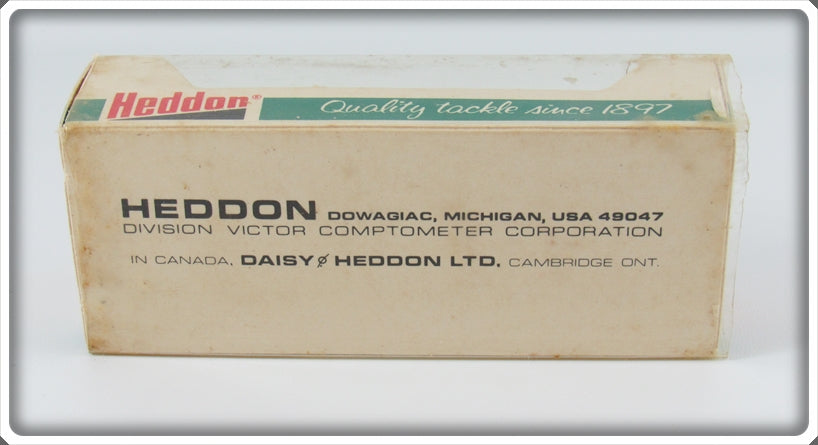 Heddon® Quality tackle since 1897
HEDDON DOWAGIAC, MICHIGAN, USA 49047
DIVISION VICTOR COMPTOMETER CORPORATION
IN CANADA, DAISY HEDDON LTD, CAMBRIDGE ONT.